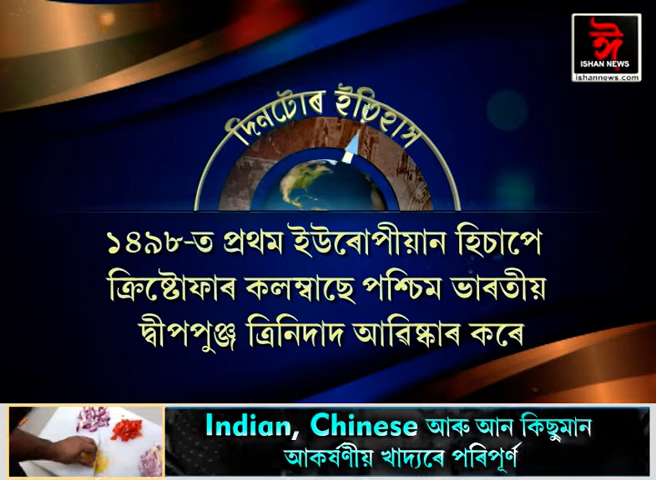 ঈ
ISHAN NEWS
ishannews.com
দিনটোৰ ইতিহাস
১৪৯৮-ত প্ৰথম ইউৰোপীয়ান হিচাপে
ক্ৰিষ্টোফাৰ কলম্বাছে পশ্চিম ভাৰতীয়
দ্বীপপুঞ্জ ত্ৰিনিদাদ আৱিষ্কাৰ কৰে
Indian, Chinese আৰু আন কিছুমান
আকৰ্ষণীয় খাদ্যৰে পৰিপূৰ্ণ